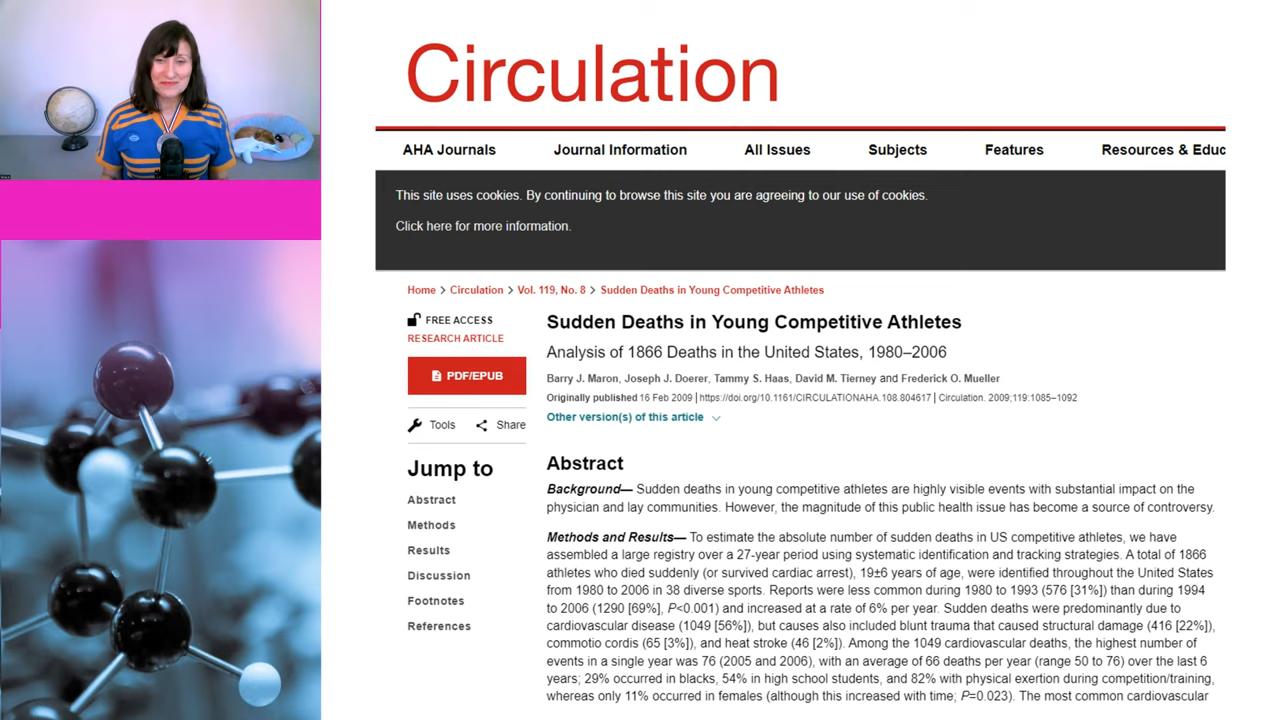 Circulation
AHA Journals Journal Information All Issues Subjects Features Resources & Educ
This site uses cookies. By continuing to browse this site you are agreeing to our use of cookies.
Click here for more information.
Home > Circulation > Vol. 119, No. 8 > Sudden Deaths in Young Competitive Athletes
FREE ACCESS
RESEARCH ARTICLE
PDF/EPUB
Tools Share
Jump to
Abstract
Methods
Results
Discussion
Footnotes
References
Sudden Deaths in Young Competitive Athletes
Analysis of 1866 Deaths in the United States, 1980–2006
Barry J. Maron, Joseph J. Doerer, Tammy S. Haas, David M. Tierney and Frederick O. Mueller
Originally published 16 Feb 2009 | https://doi.org/10.1161/CIRCULATIONAHA.108.804617 | Circulation. 2009;119:1085–1092
Other version(s) of this article
Abstract
Background— Sudden deaths in young competitive athletes are highly visible events with substantial impact on the
physician and lay communities. However, the magnitude of this public health issue has become a source of controversy.
Methods and Results— To estimate the absolute number of sudden deaths in US competitive athletes, we have
assembled a large registry over a 27-year period using systematic identification and tracking strategies. A total of 1866
athletes who died suddenly (or survived cardiac arrest), 19±6 years of age, were identified throughout the United States
from 1980 to 2006 in 38 diverse sports. Reports were less common during 1980 to 1993 (576 [31%]) than during 1994
to 2006 (1290 [69%], P<0.001) and increased at a rate of 6% per year. Sudden deaths were predominantly due to
cardiovascular disease (1049 [56%]), but causes also included blunt trauma that caused structural damage (416 [22%]),
commotio cordis (65 [3%]), and heat stroke (46 [2%]). Among the 1049 cardiovascular deaths, the highest number of
events in a single year was 76 (2005 and 2006), with an average of 66 deaths per year (range 50 to 76) over the last 6
years; 29% occurred in blacks, 54% in high school students, and 82% with physical exertion during competition/training,
whereas only 11% occurred in females (although this increased with time; P=0.023). The most common cardiovascular